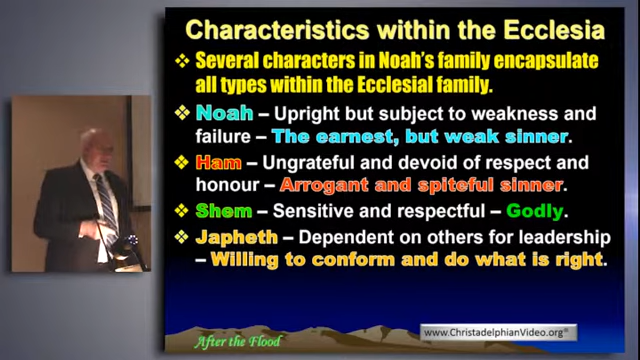 Characteristics within the Ecclesia
Several characters in Noah's family encapsulate
all types within the Ecclesial family.
Noah – Upright but subject to weakness and
failure – The earnest, but weak sinner.
Ham – Ungrateful and devoid of respect and
honour – Arrogant and spiteful sinner.
Shem – Sensitive and respectful – Godly.
Japheth – Dependent on others for leadership
– Willing to conform and do what is right.
After the Flood
www.ChristadelphianVideo.org®